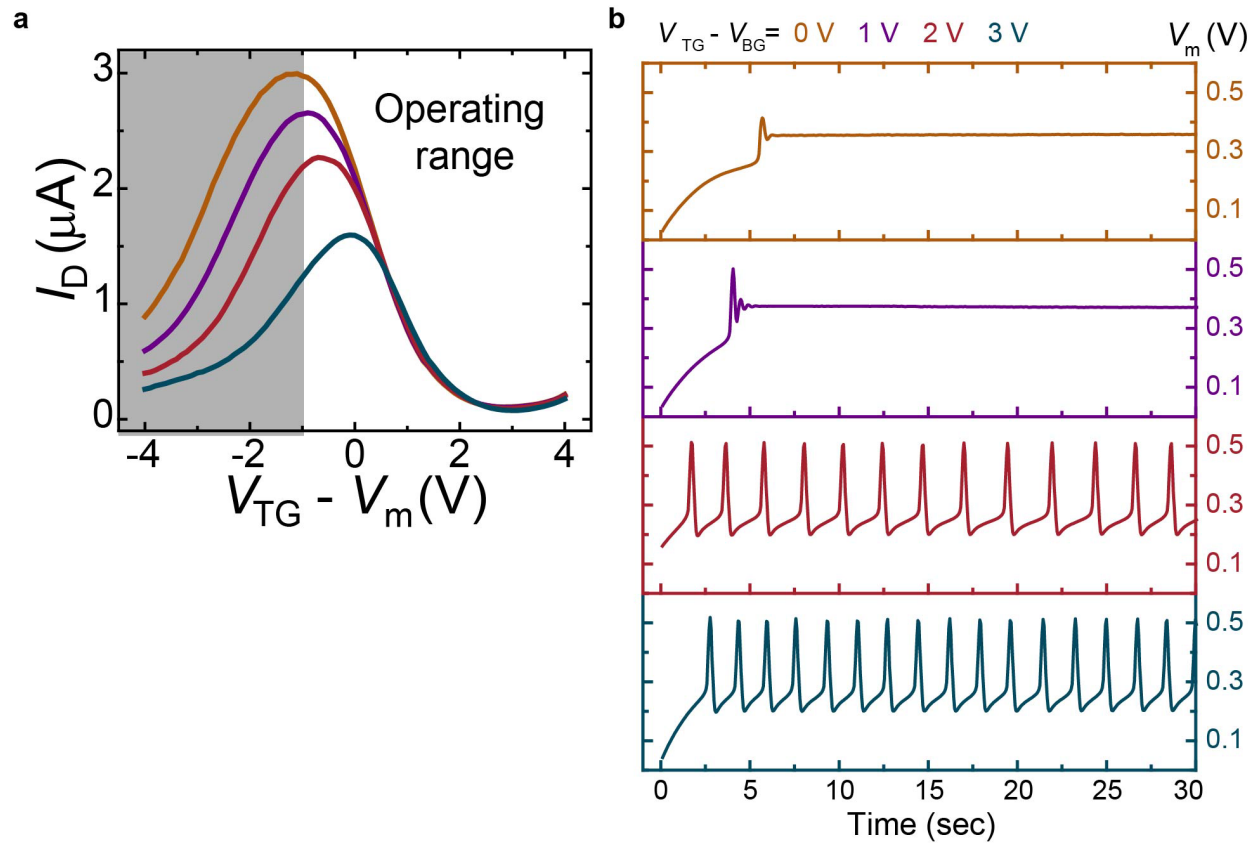 a
3
2
1
0
I_D (μA)
Operating
range
-4 -2 0 2 4
V_TG - V_m (V)
b
V_TG - V_BG = 0 V 1 V 2 V 3 V
V_m (V)
0.5
0.3
0.1
0.5
0.3
0.1
0.5
0.3
0.1
0.5
0.3
0.1
0 5 10 15 20 25 30
Time (sec)